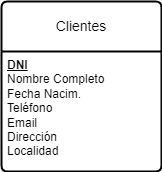 Clientes
DNI
Nombre Completo
Fecha Nacim.
Teléfono
Email
Dirección
Localidad